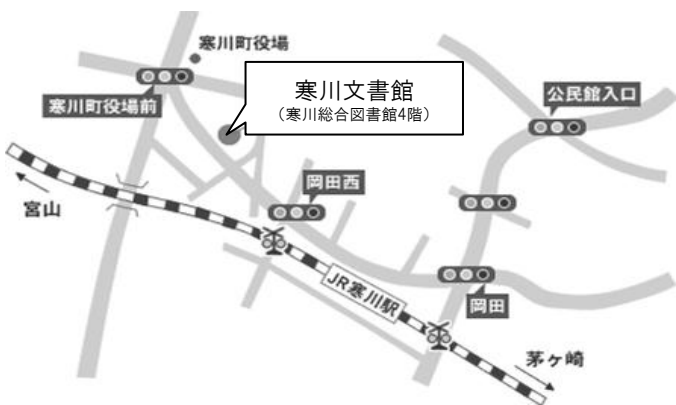 寒川町役場
寒川文書館
(寒川総合図書館4階)
公民館入口
寒川町役場前
岡田西
宮山
JR寒川駅
岡田
茅ヶ崎